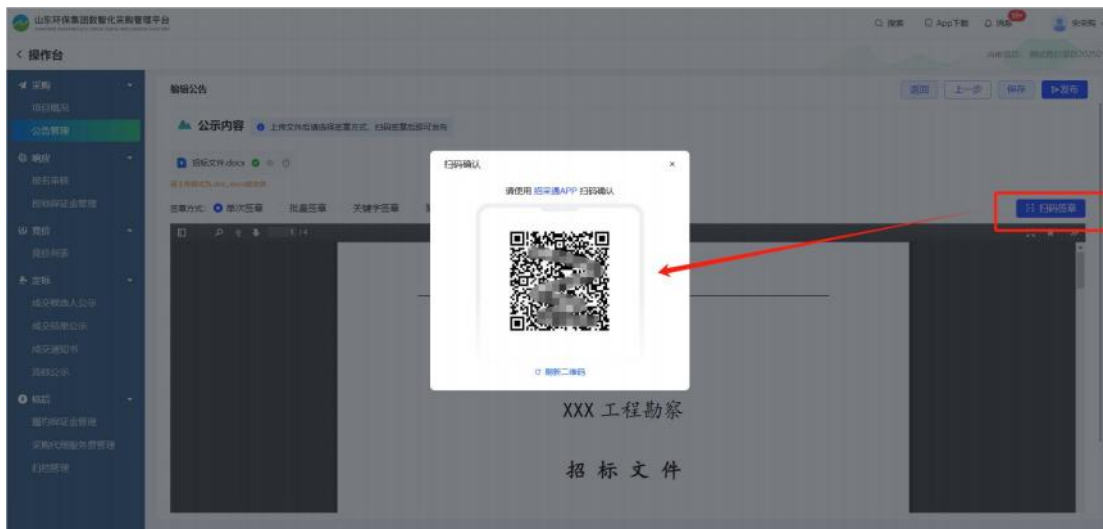 山东环保集团数智化采购管理平台
搜索 App下载 消息 99+
操作台
采购
项目概况
公告管理
响应
报名审核
投标保证金管理
竞价
竞价列表
定标
成交候选人公示
成交结果公示
成交通知书
流标公示
标后
履约保证金管理
采购代理服务费管理
归档管理
编辑公告
返回 上一步 保存 发布
公示内容 上传文件后请选择签章方式，扫码签章后即可发布
招标文件.docx
签章方式: 单次签章 批量签章 关键字签章
扫码签章
1 / 4
扫码确认
请使用 招采通APP 扫码确认
刷新二维码
XXX 工程勘察
招标文件